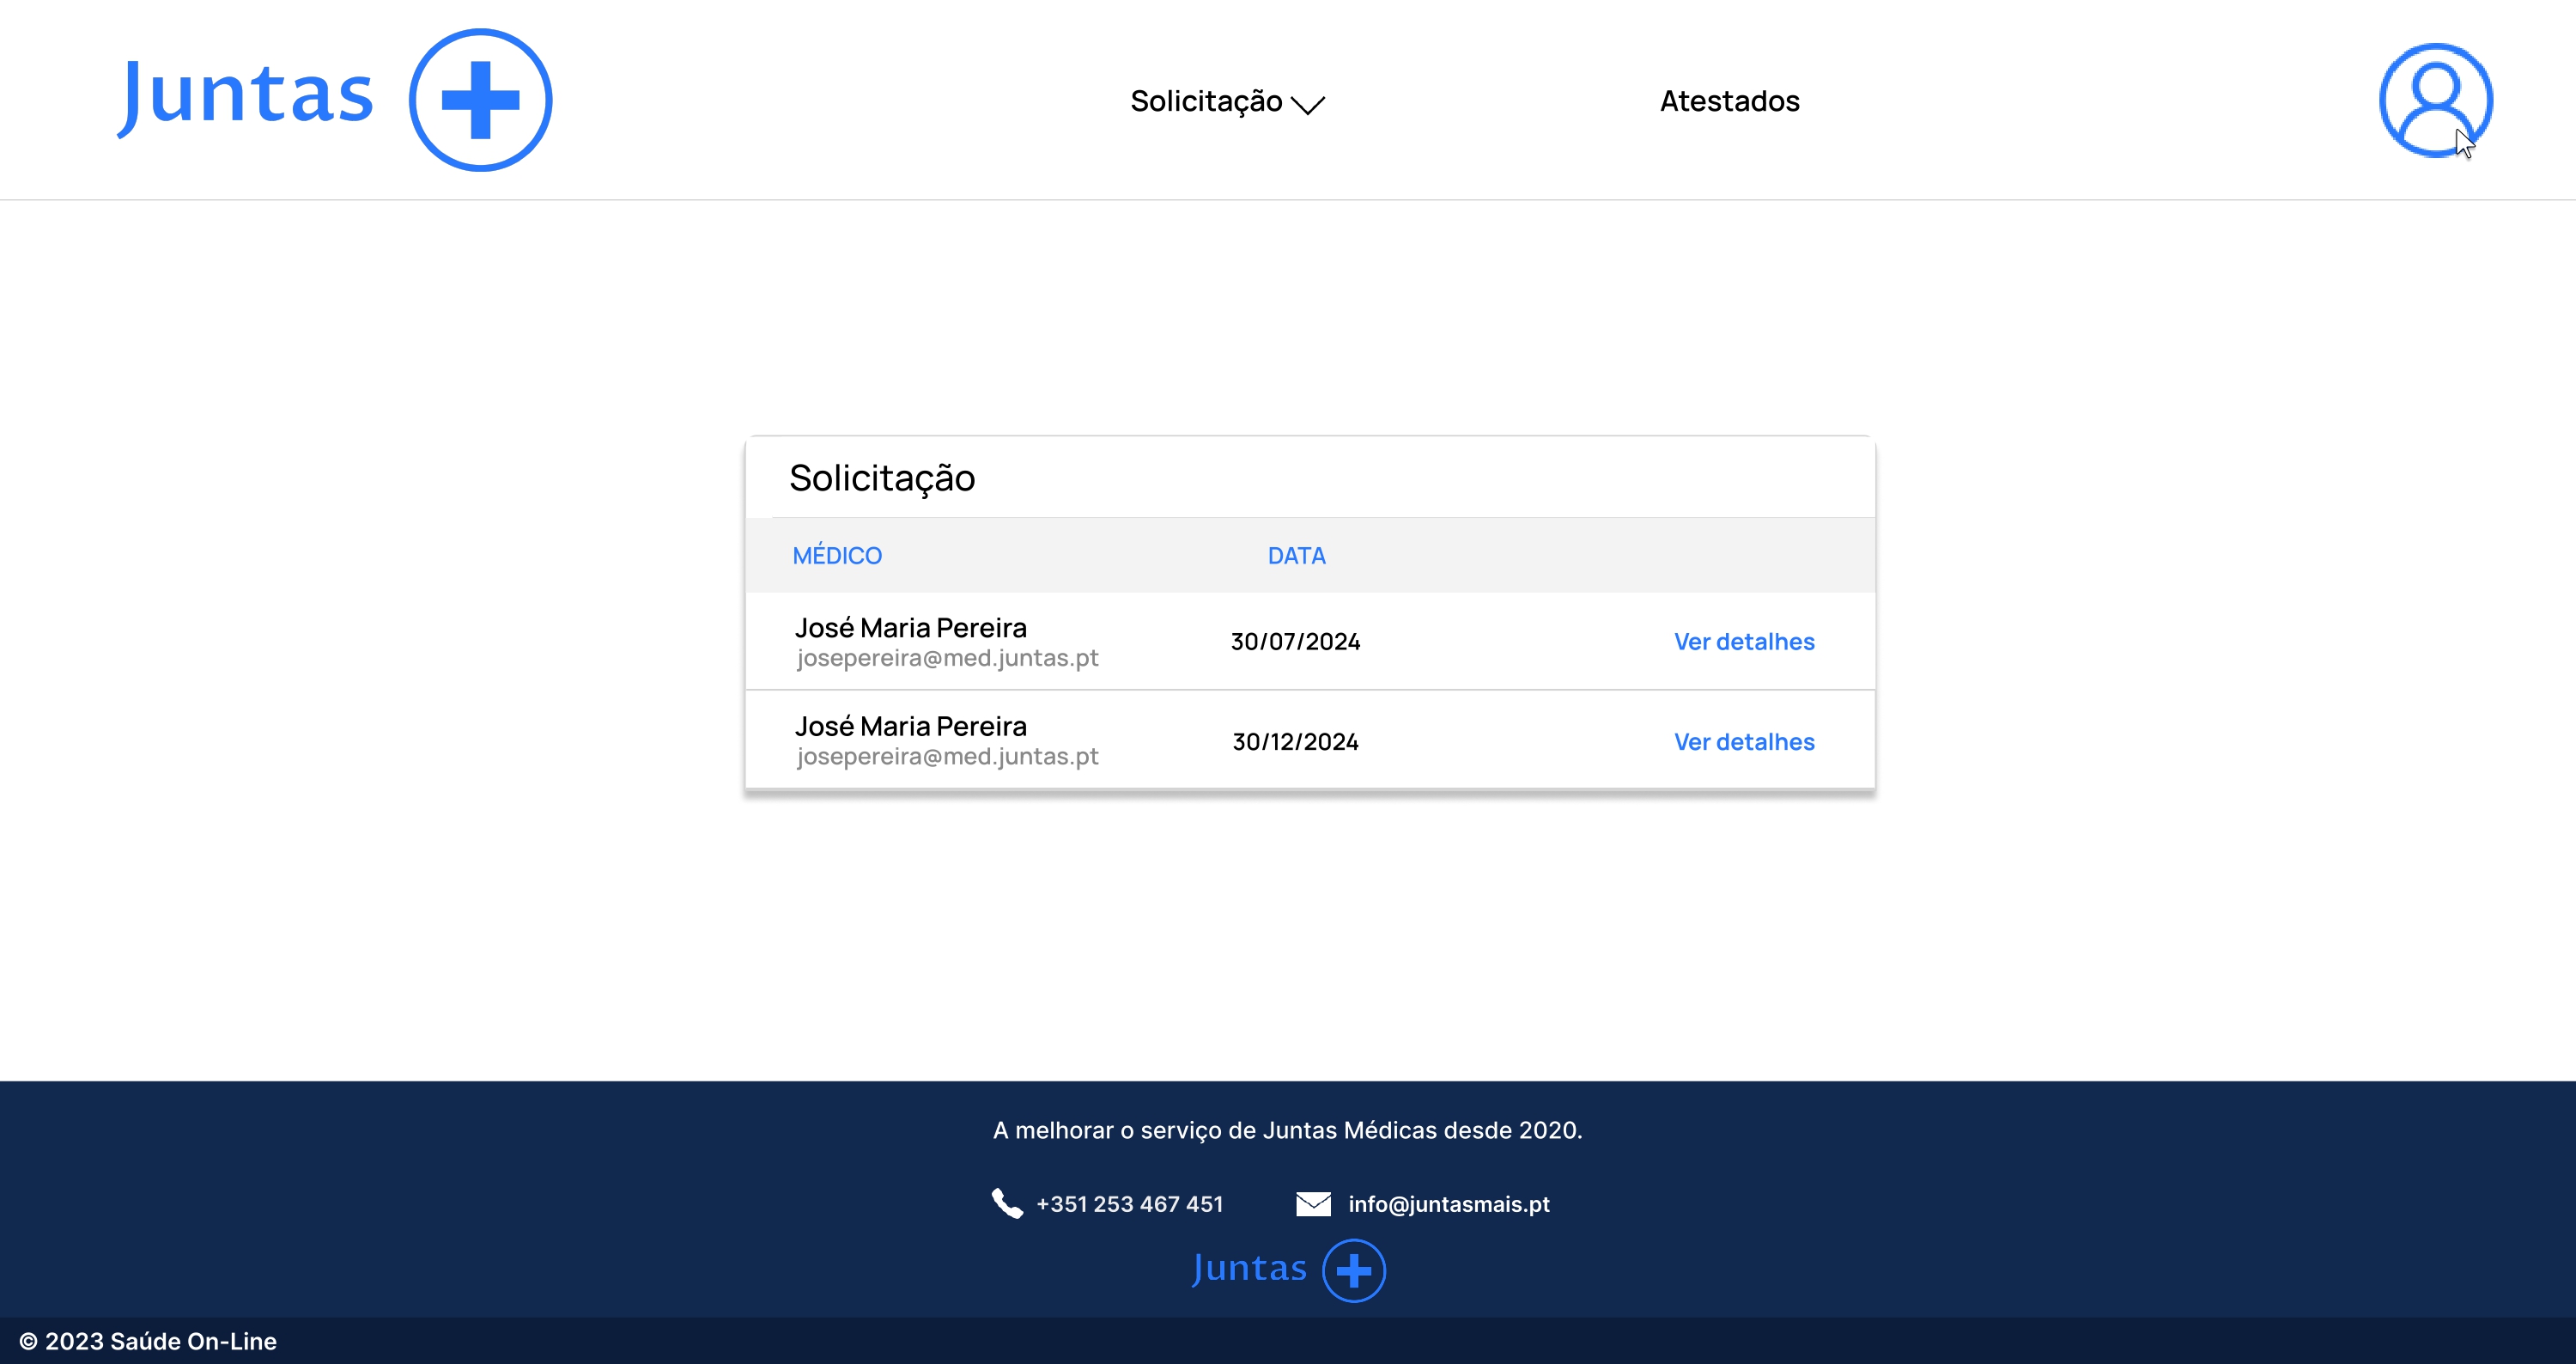 Juntas
Solicitação
Atestados
Solicitação
MÉDICO DATA
José Maria Pereira
josepereira@med.juntas.pt
30/07/2024
Ver detalhes
José Maria Pereira
josepereira@med.juntas.pt
30/12/2024
Ver detalhes
A melhorar o serviço de Juntas Médicas desde 2020.
+351 253 467 451
info@juntasmais.pt
Juntas
© 2023 Saúde On-Line